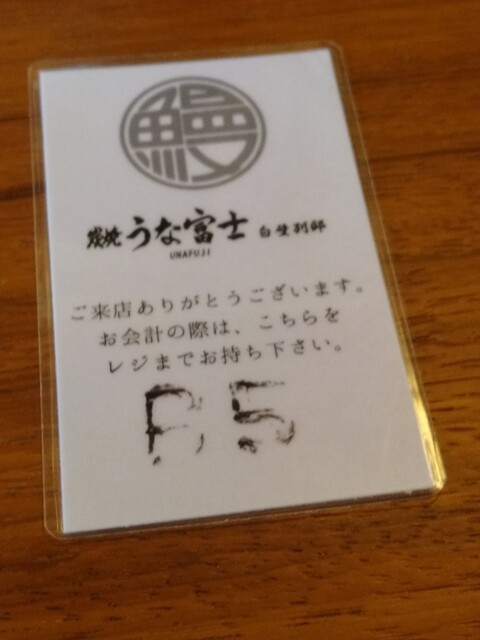 鰻
炭焼 うな富士 白壁別邸
UNAFUJI
ご来店ありがとうございます。
お会計の際は、こちらを
レジまでお持ち下さい。
B5